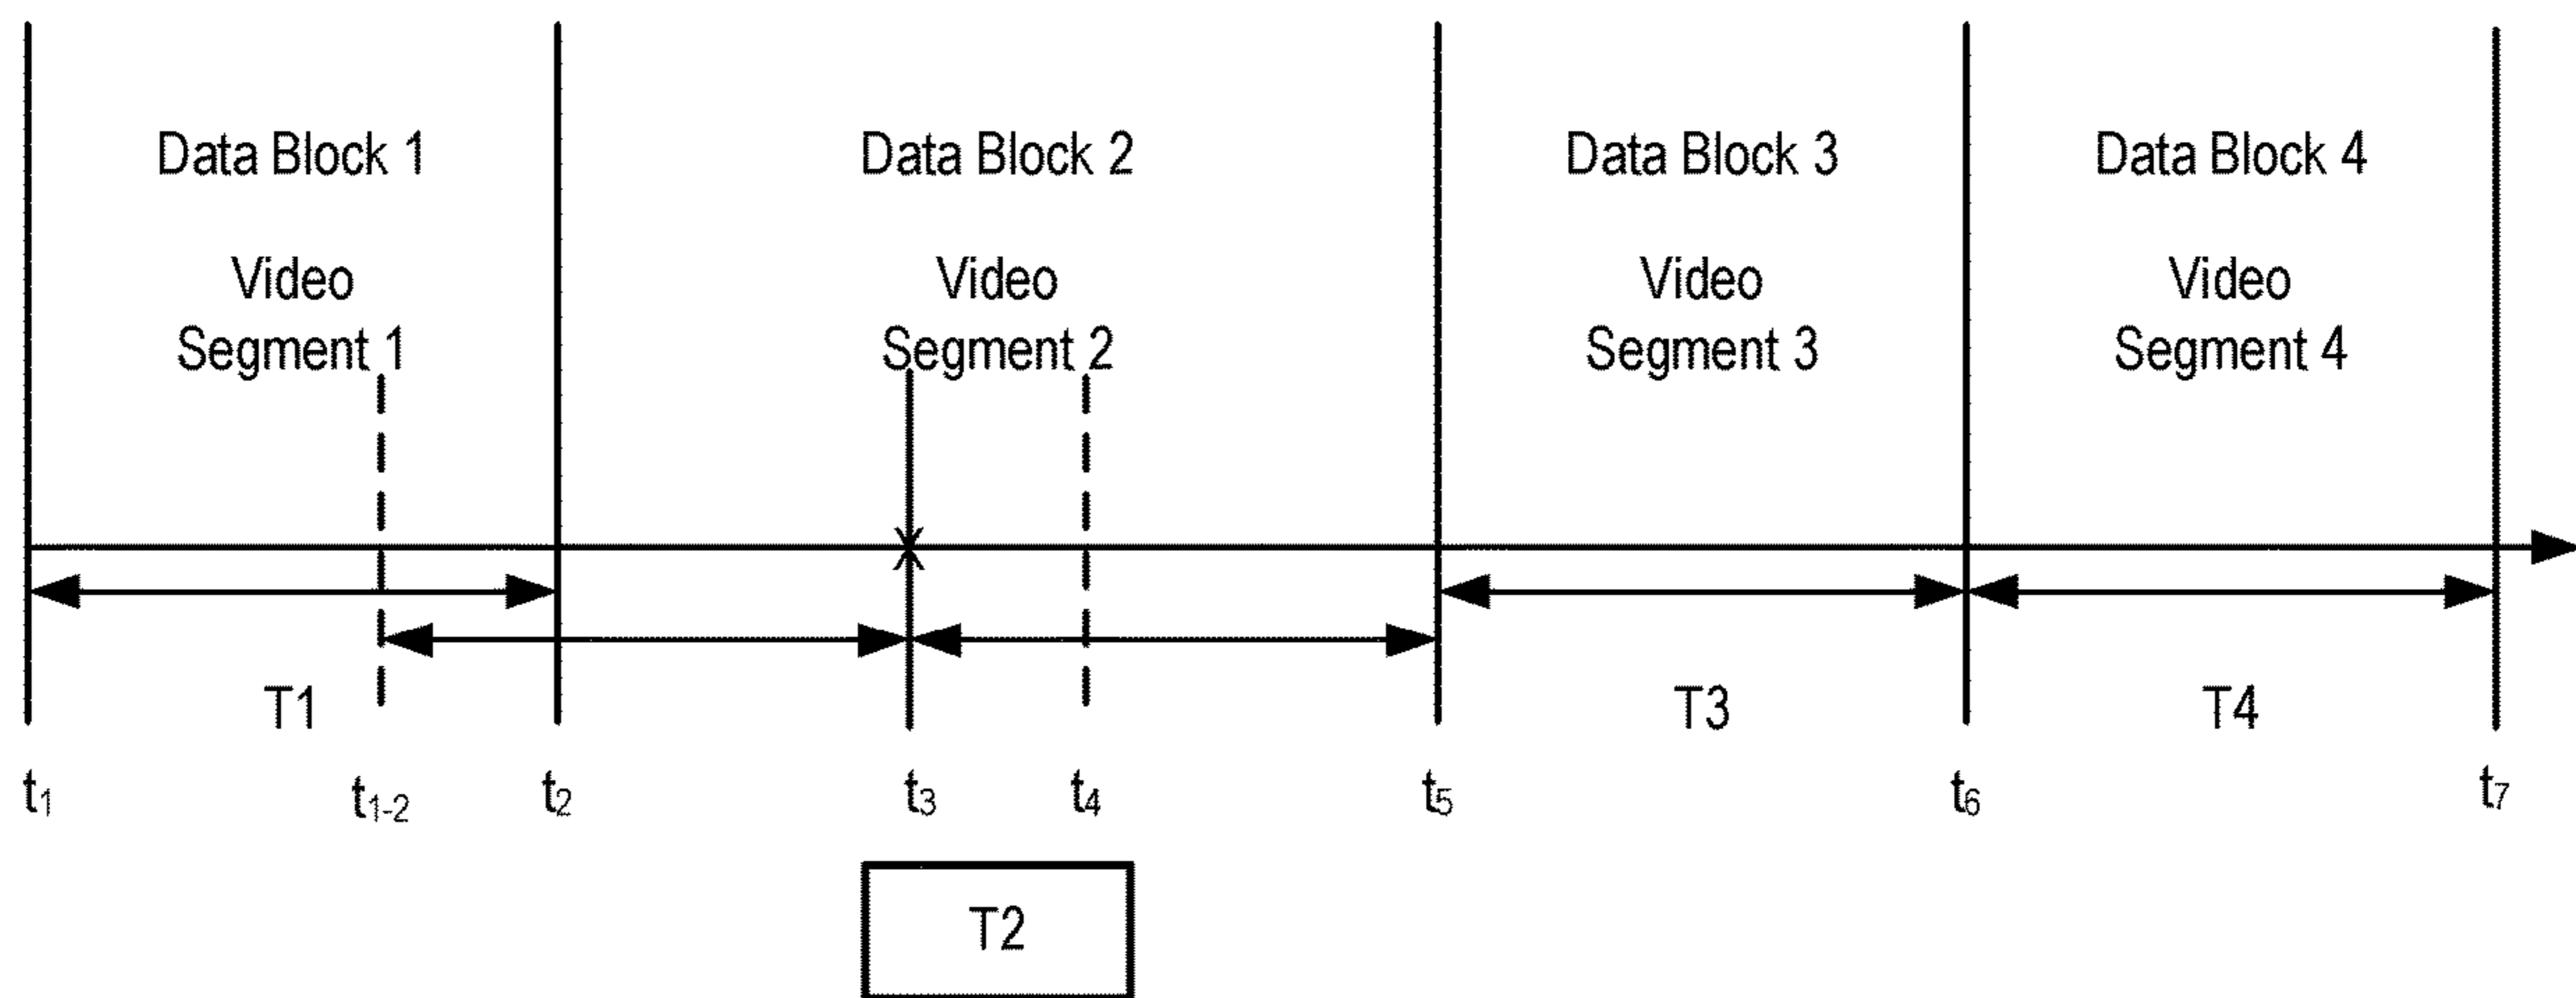 Data Block 1
Data Block 2
Data Block 3
Data Block 4
Video
Segment 1
Video
Segment 2
Video
Segment 3
Video
Segment 4
T1
T3
T4
t1
t1-2
t2
t3
t4
t5
t6
t7
T2